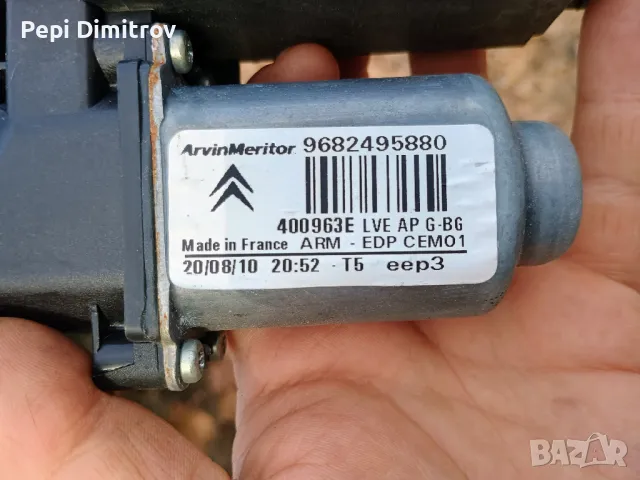 Pepi Dimitrov
ArvinMeritor 9682495880
400963E LVE AP G-BG
Made in France ARM - EDP CEM01
20/08/10 20:52 - T5 eep3
BAZAR